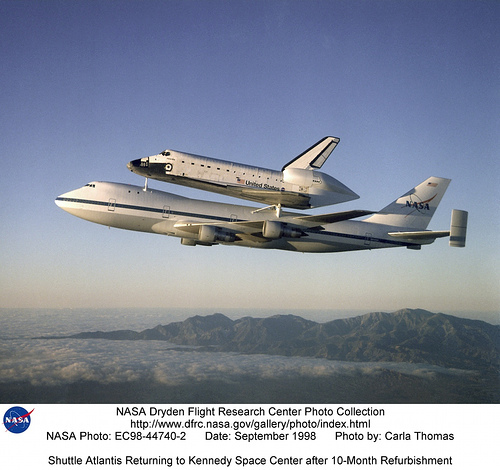 United States
NASA
NASA
NASA Dryden Flight Research Center Photo Collection
http://www.dfrc.nasa.gov/gallery/photo/index.html
NASA Photo: EC98-44740-2 Date: September 1998 Photo by: Carla Thomas
Shuttle Atlantis Returning to Kennedy Space Center after 10-Month Refurbishment